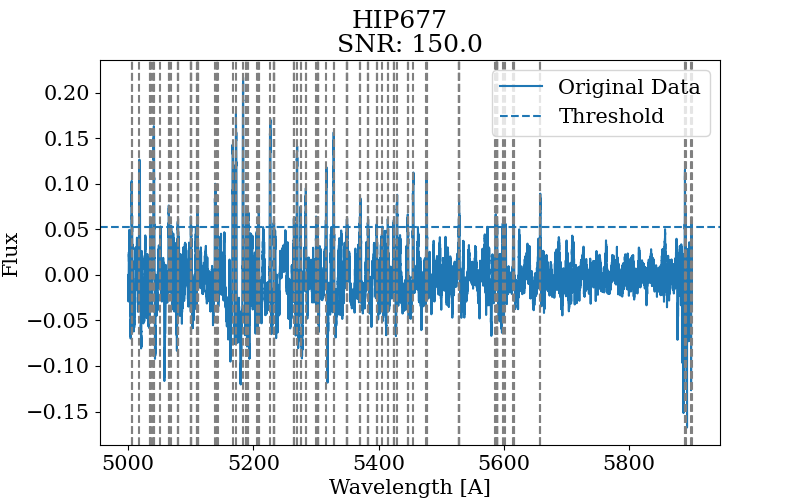 HIP677
SNR: 150.0
Original Data
Threshold
Flux
0.20
0.15
0.10
0.05
0.00
−0.05
−0.10
−0.15
5000 5200 5400 5600 5800
Wavelength [A]